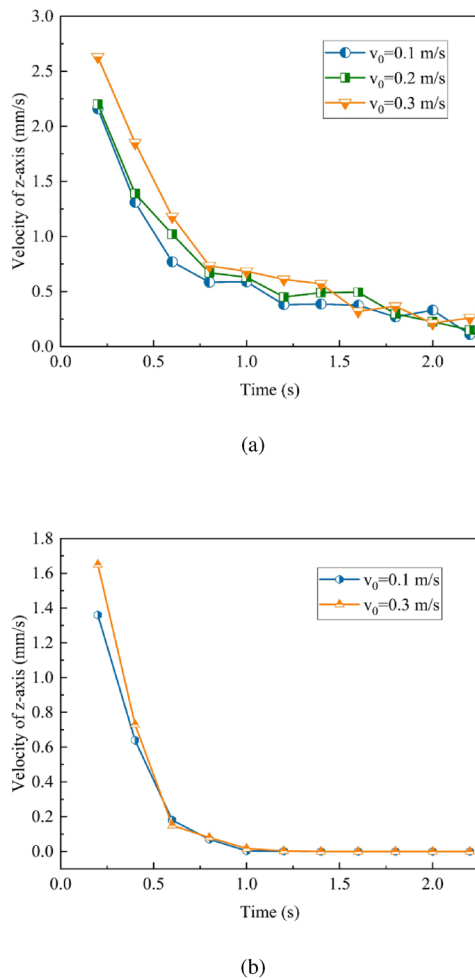 3.0
2.5
2.0
1.5
1.0
0.5
0.0
Velocity of z-axis (mm/s)
v₀=0.1 m/s
v₀=0.2 m/s
v₀=0.3 m/s
0.0 0.5 1.0 1.5 2.0
Time (s)
(a)
1.8
1.6
1.4
1.2
1.0
0.8
0.6
0.4
0.2
0.0
Velocity of z-axis (mm/s)
v₀=0.1 m/s
v₀=0.3 m/s
0.0 0.5 1.0 1.5 2.0
Time (s)
(b)